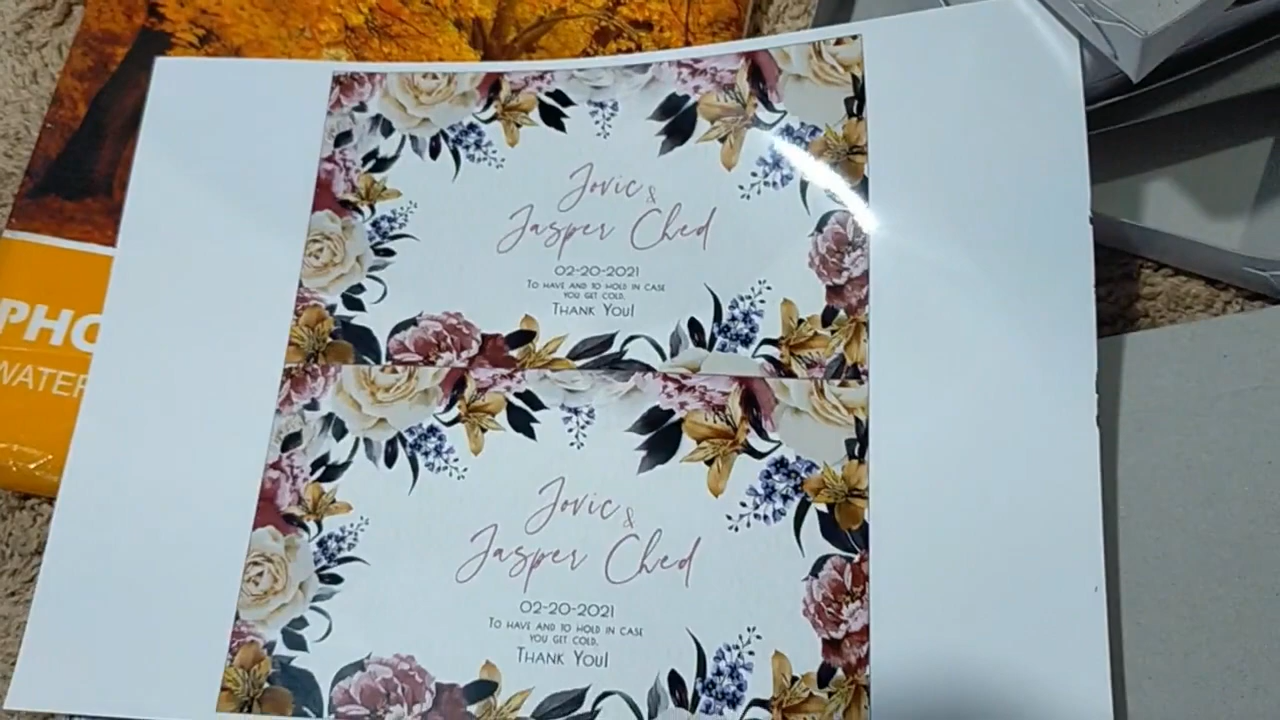 PHO
WATER
Jovic &
Jasper Ched
02-20-2021
To have and to hold in case
you get cold.
Thank You!
Jovic &
Jasper Ched
02-20-2021
To have and to hold in case
you get cold.
Thank You!